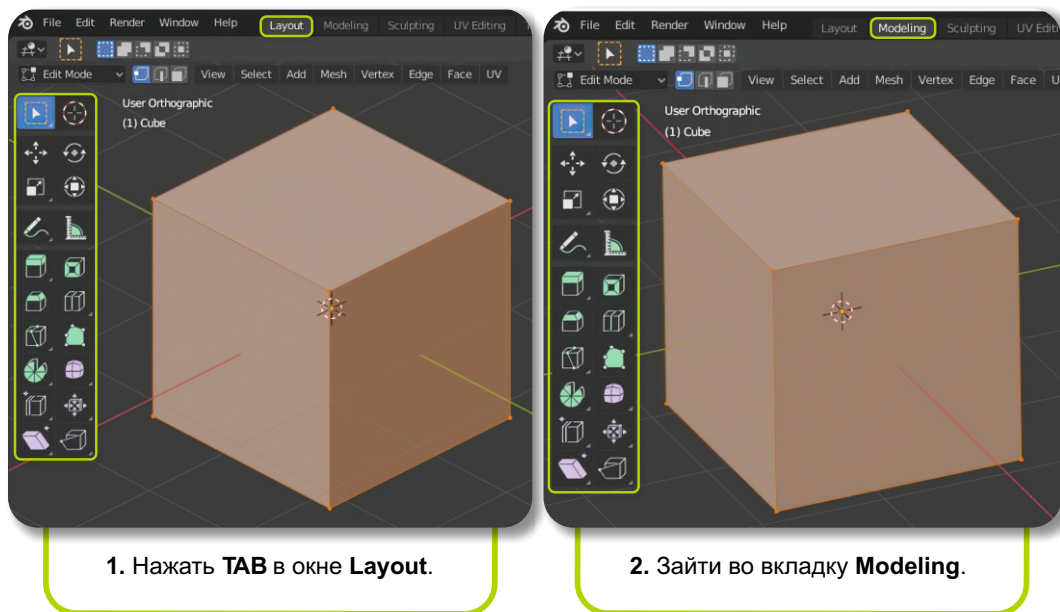 File Edit Render Window Help Layout Modeling Sculpting UV Editing
Edit Mode View Select Add Mesh Vertex Edge Face UV
User Orthographic
(1) Cube
1. Нажать TAB в окне Layout.
File Edit Render Window Help Layout Modeling Sculpting UV Editi
Edit Mode View Select Add Mesh Vertex Edge Face U
User Orthographic
(1) Cube
2. Зайти во вкладку Modeling.